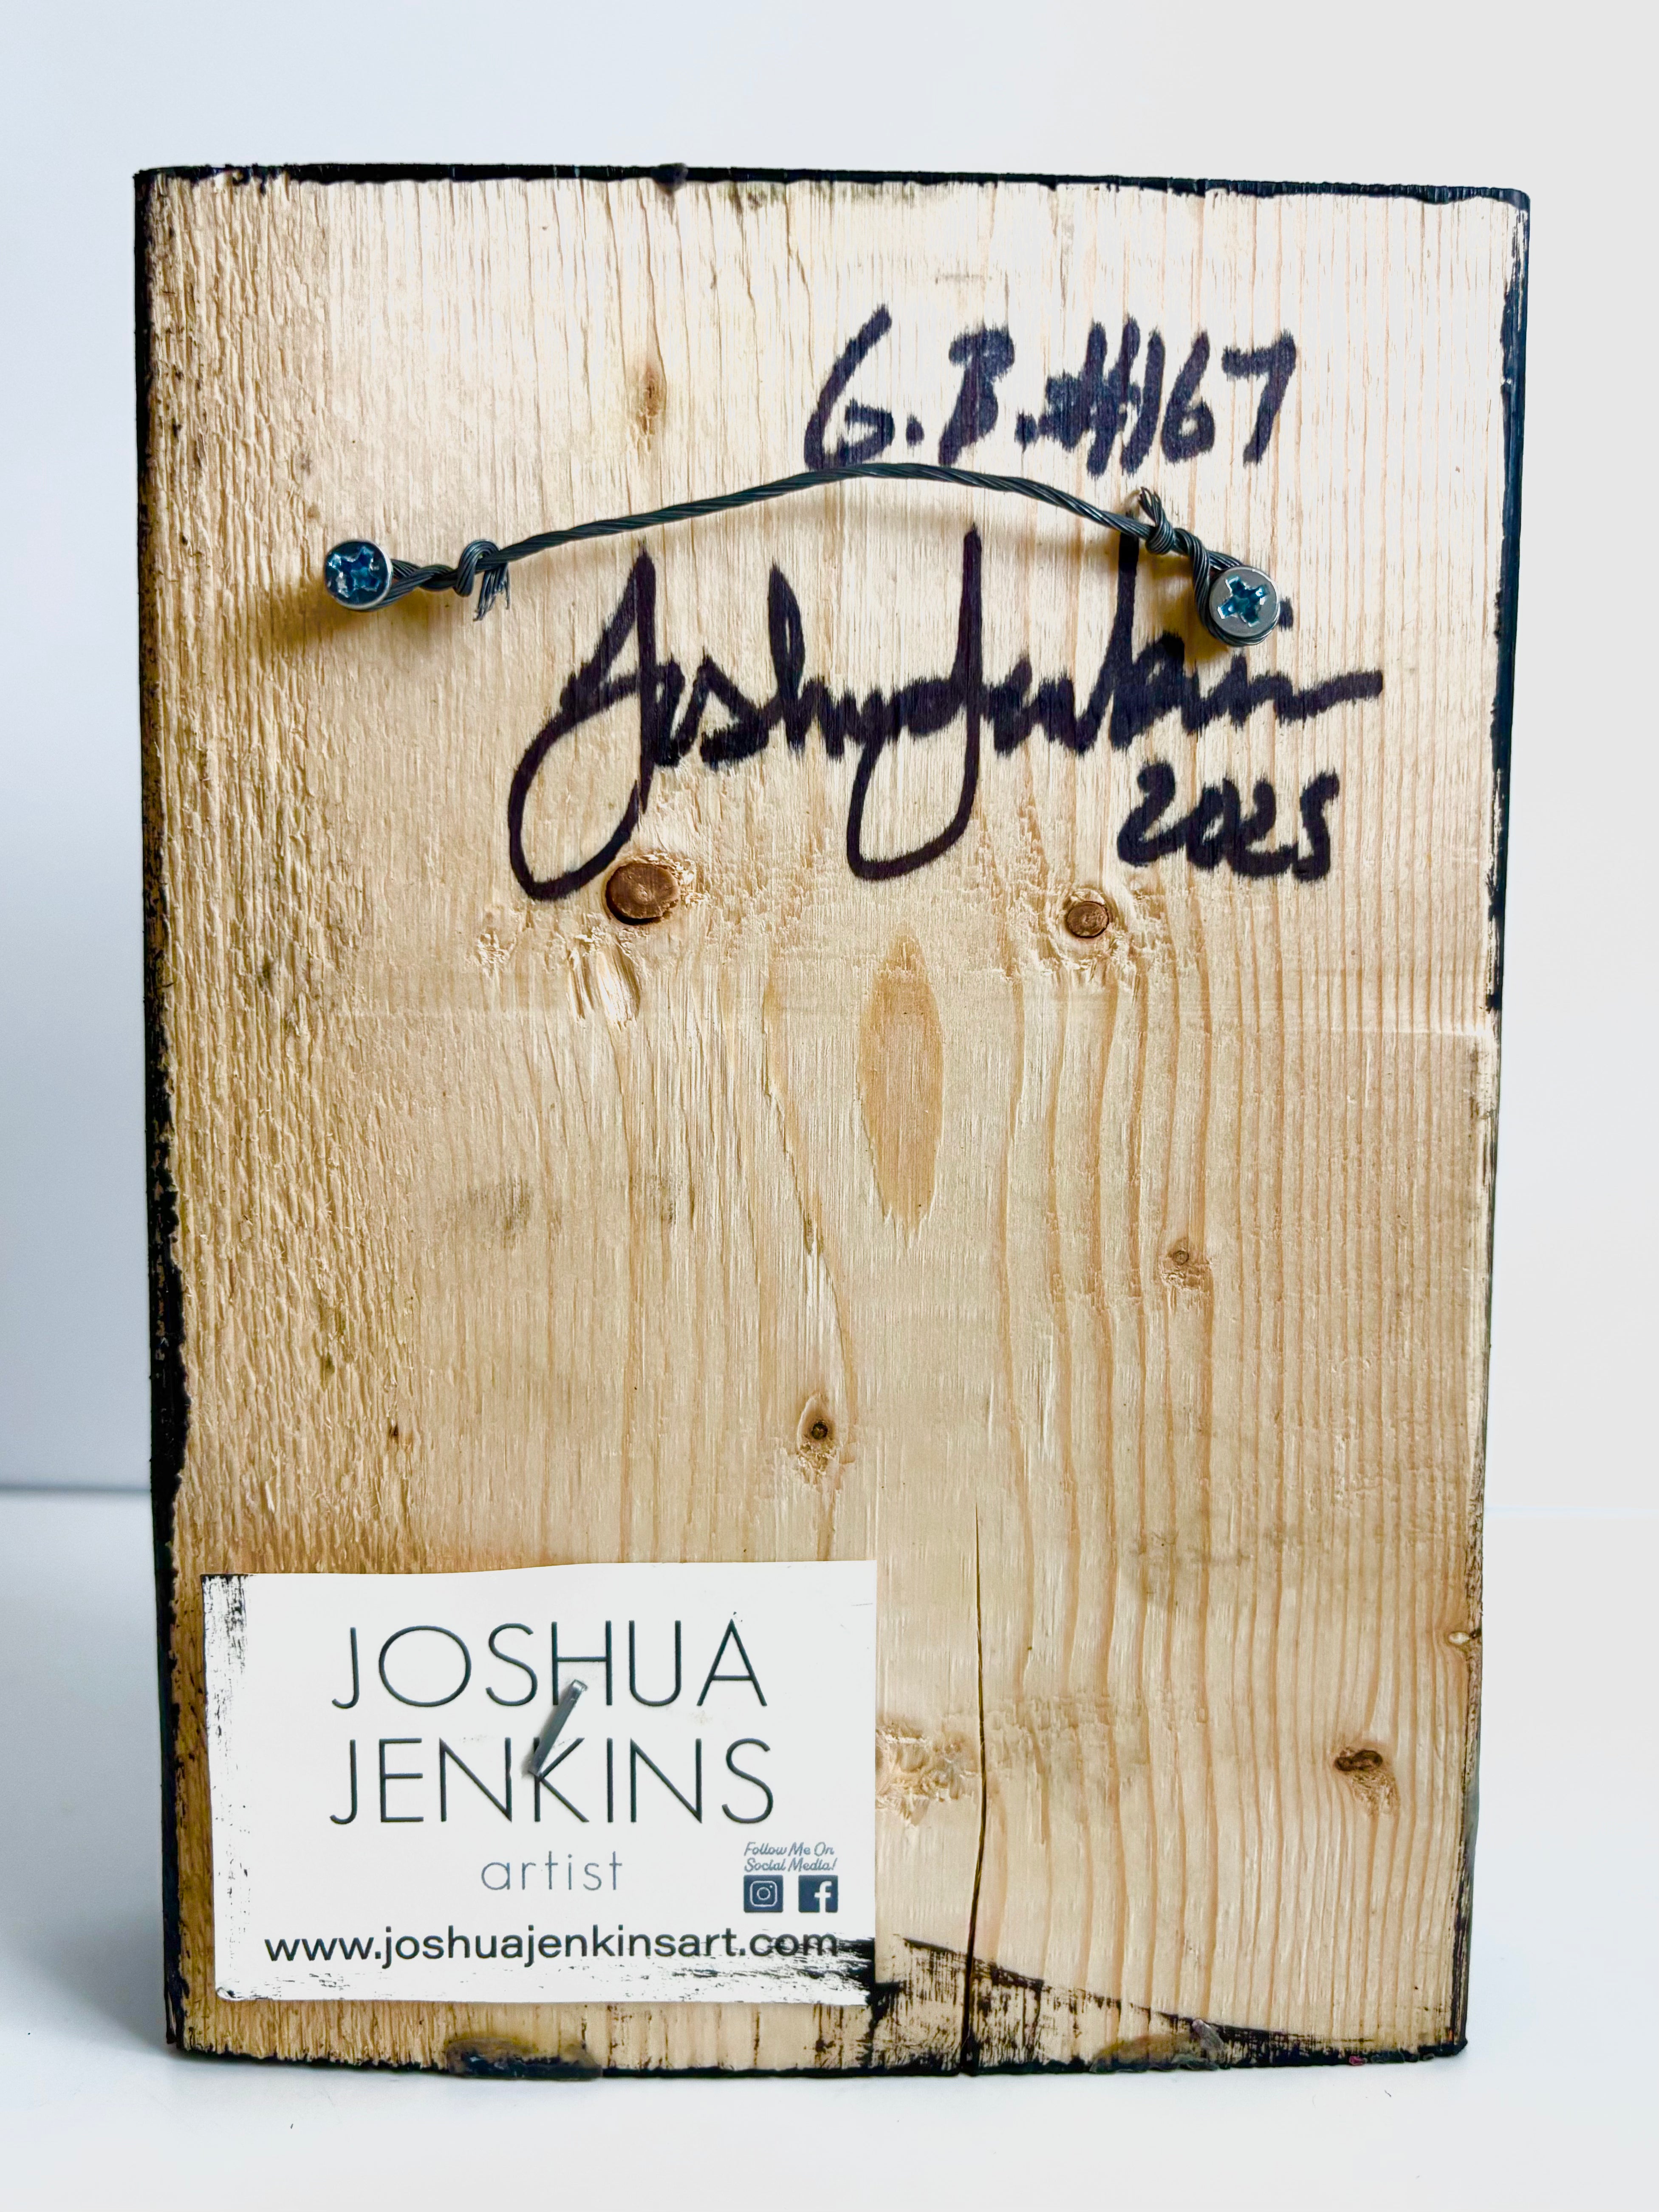 G.B.#167
Joshua Jenkins
2025
JOSHUA
JENKINS
artist
Follow Me On
Social Media!
www.joshuajenkinsart.com